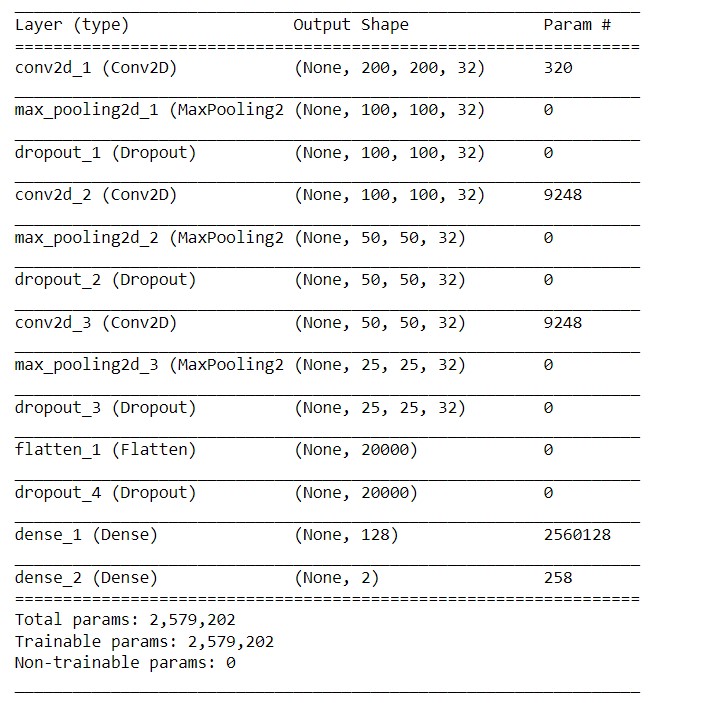 Layer (type) Output Shape Param #
conv2d_1 (Conv2D) (None, 200, 200, 32) 320
max_pooling2d_1 (MaxPooling2 (None, 100, 100, 32) 0
dropout_1 (Dropout) (None, 100, 100, 32) 0
conv2d_2 (Conv2D) (None, 100, 100, 32) 9248
max_pooling2d_2 (MaxPooling2 (None, 50, 50, 32) 0
dropout_2 (Dropout) (None, 50, 50, 32) 0
conv2d_3 (Conv2D) (None, 50, 50, 32) 9248
max_pooling2d_3 (MaxPooling2 (None, 25, 25, 32) 0
dropout_3 (Dropout) (None, 25, 25, 32) 0
flatten_1 (Flatten) (None, 20000) 0
dropout_4 (Dropout) (None, 20000) 0
dense_1 (Dense) (None, 128) 2560128
dense_2 (Dense) (None, 2) 258
Total params: 2,579,202
Trainable params: 2,579,202
Non-trainable params: 0